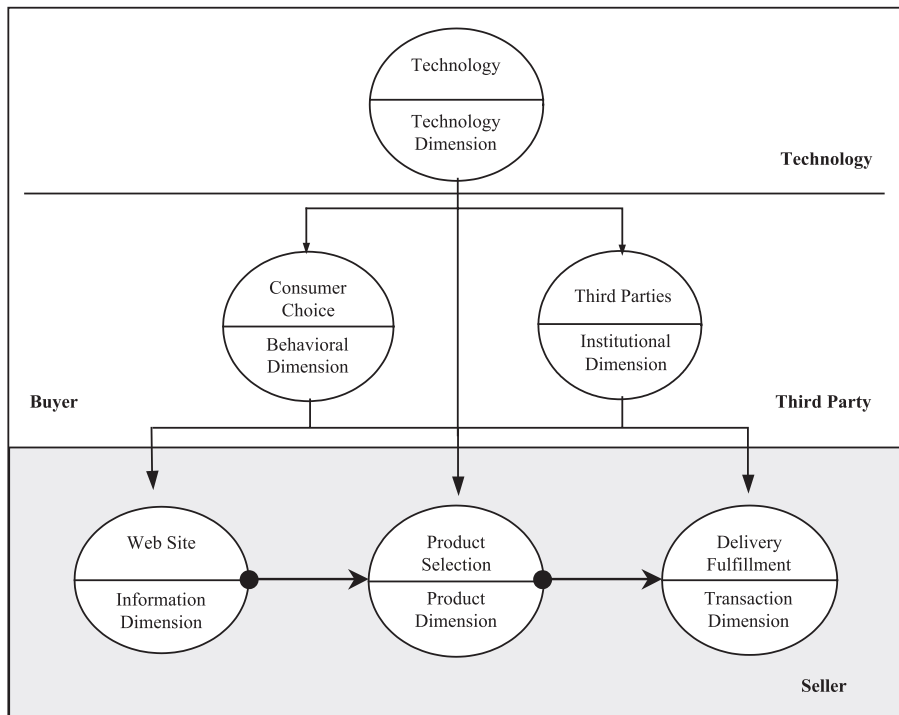 Technology
Technology
Dimension
Technology
Consumer
Choice
Behavioral
Dimension
Third Parties
Institutional
Dimension
Buyer
Third Party
Web Site
Information
Dimension
Product
Selection
Product
Dimension
Delivery
Fulfillment
Transaction
Dimension
Seller